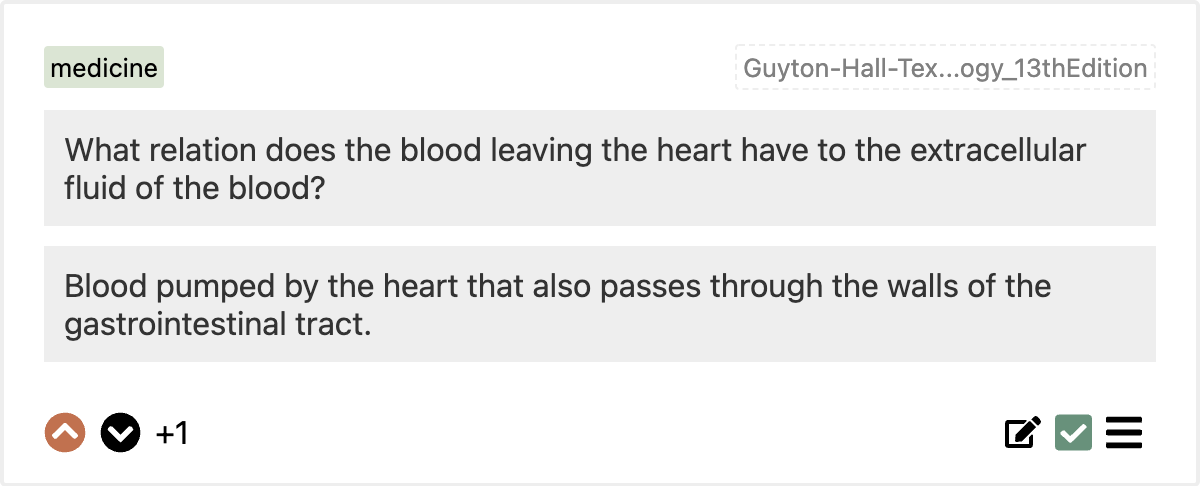 medicine
Guyton-Hall-Tex...ogy_13thEdition
What relation does the blood leaving the heart have to the extracellular
fluid of the blood?
Blood pumped by the heart that also passes through the walls of the
gastrointestinal tract.
+1